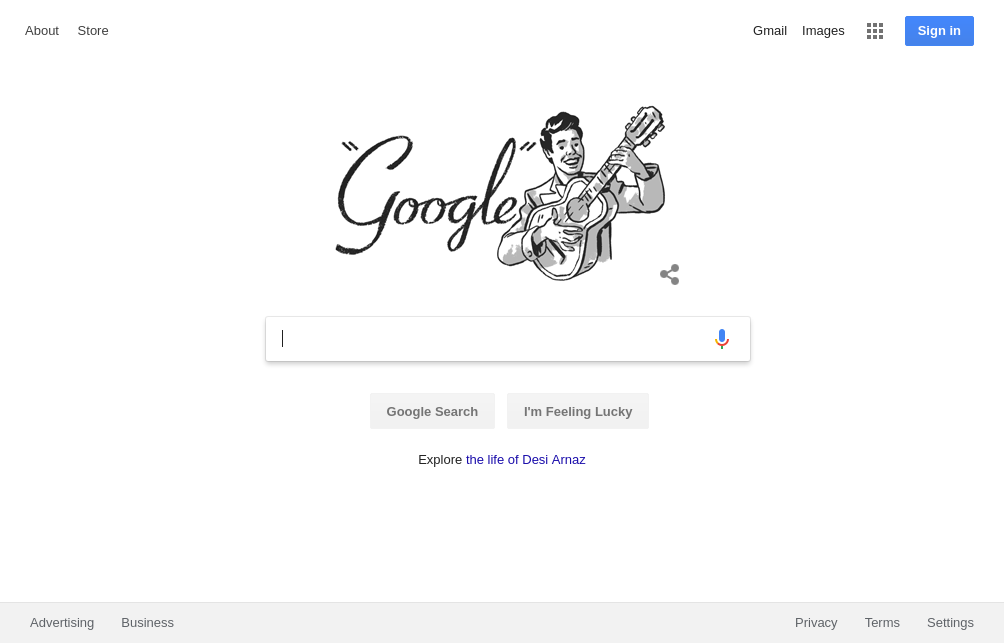 About Store
Gmail Images Sign in
"Google"
Google Search I'm Feeling Lucky
Explore the life of Desi Arnaz
Advertising Business
Privacy Terms Settings